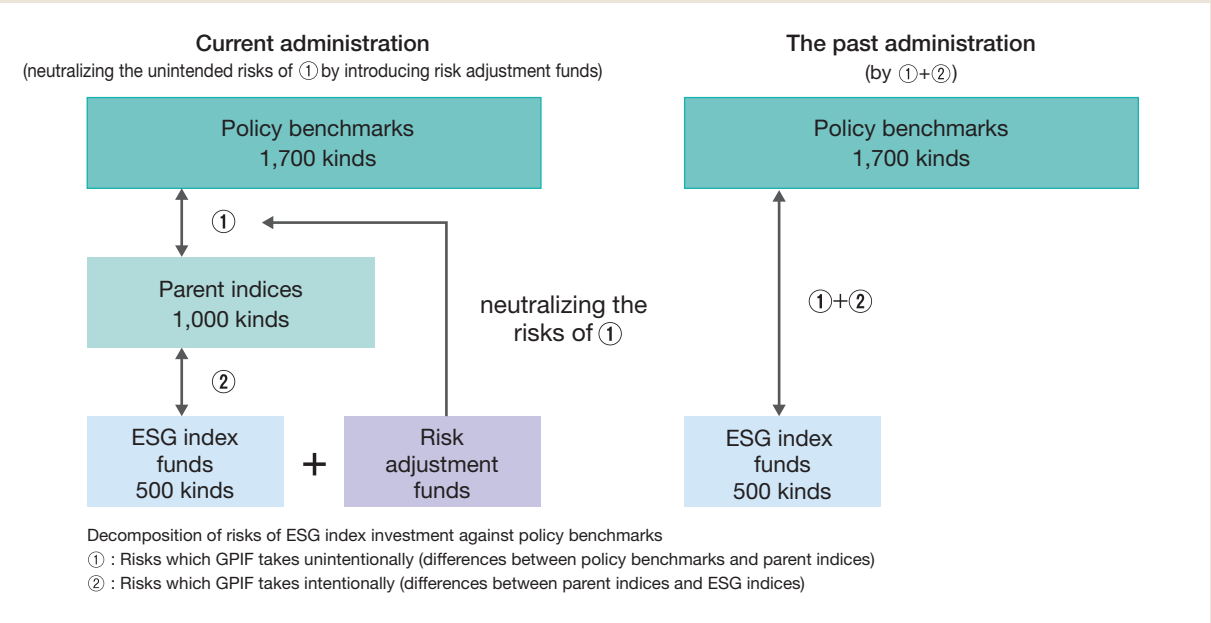 Current administration
(neutralizing the unintended risks of ① by introducing risk adjustment funds)
Policy benchmarks
1,700 kinds
①
Parent indices
1,000 kinds
neutralizing the
risks of ①
②
ESG index
funds
500 kinds
+
Risk
adjustment
funds
The past administration
(by ①+②)
Policy benchmarks
1,700 kinds
①+②
ESG index
funds
500 kinds
Decomposition of risks of ESG index investment against policy benchmarks
① : Risks which GPIF takes unintentionally (differences between policy benchmarks and parent indices)
② : Risks which GPIF takes intentionally (differences between parent indices and ESG indices)